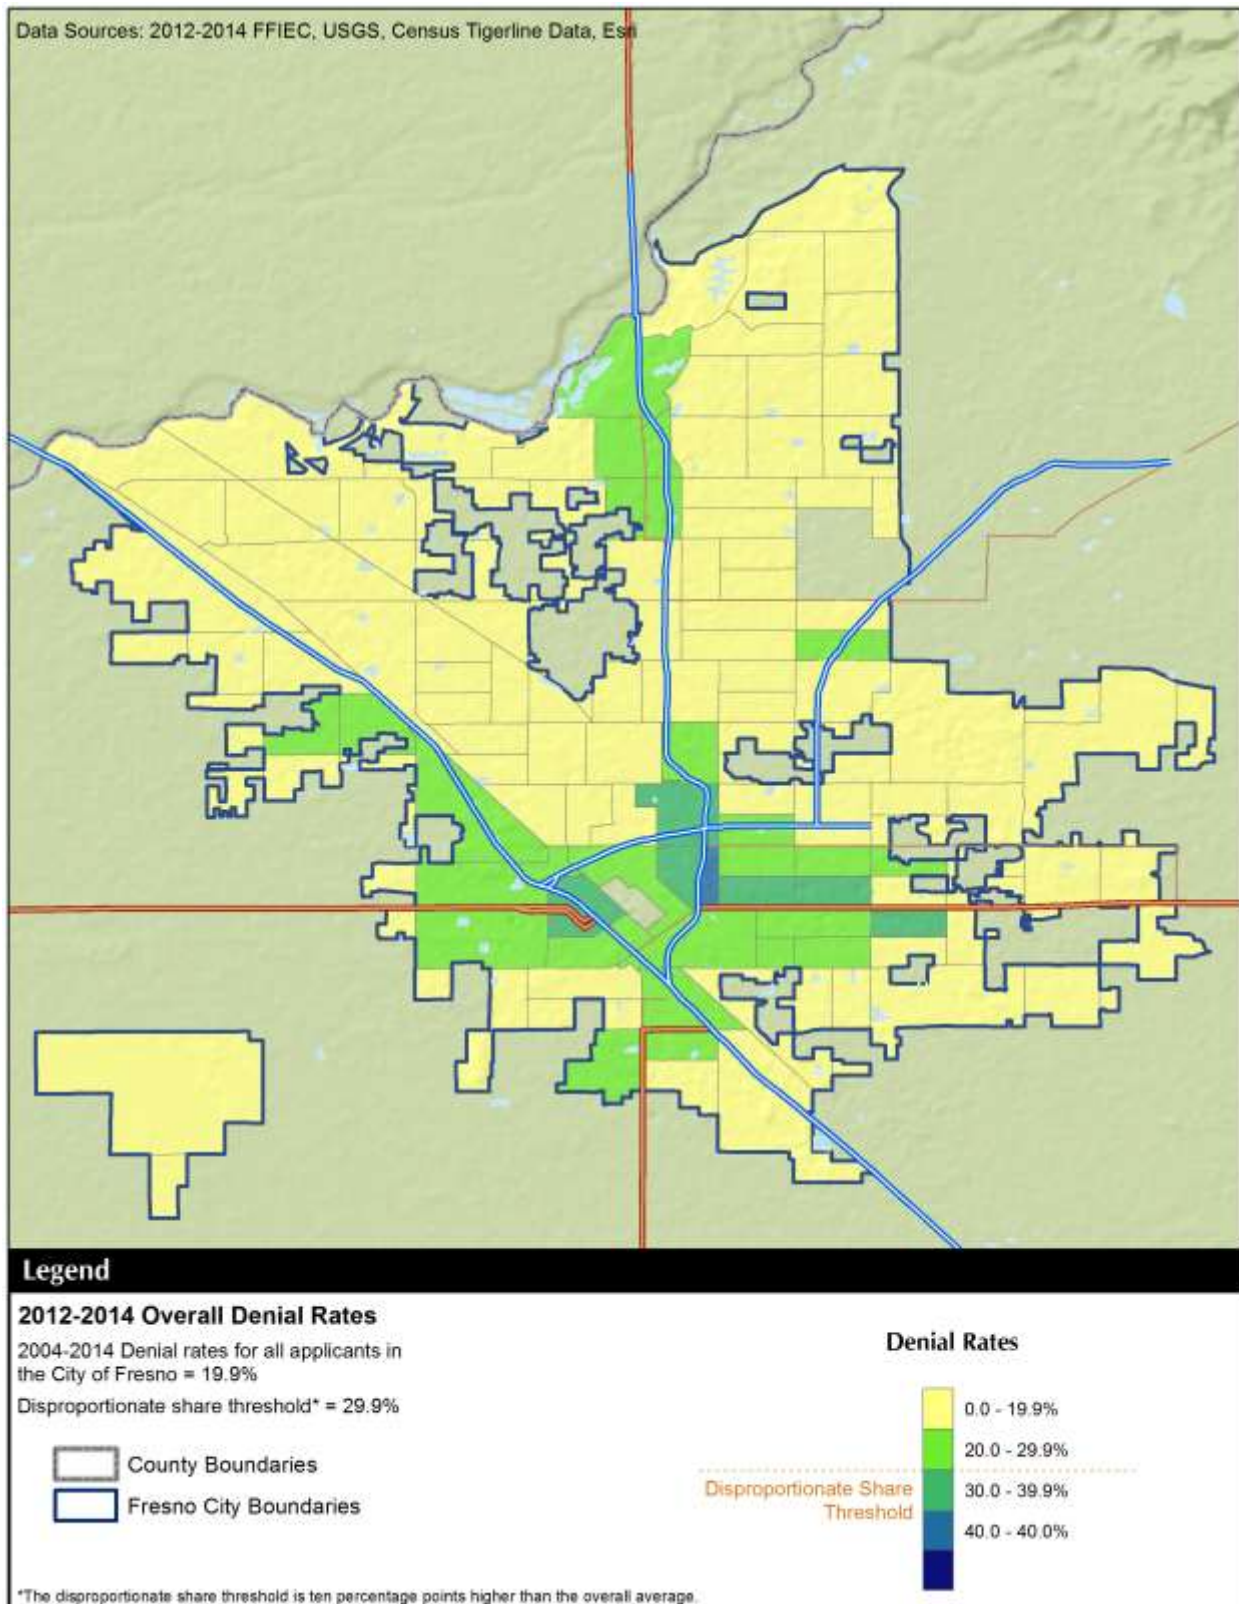 Data Sources: 2012-2014 FFIEC, USGS, Census Tigerline Data, Esri
Legend
2012-2014 Overall Denial Rates
2004-2014 Denial rates for all applicants in
the City of Fresno = 19.9%
Disproportionate share threshold* = 29.9%
County Boundaries
Fresno City Boundaries
Denial Rates
0.0 - 19.9%
20.0 - 29.9%
Disproportionate Share
Threshold
30.0 - 39.9%
40.0 - 40.0%
*The disproportionate share threshold is ten percentage points higher than the overall average.